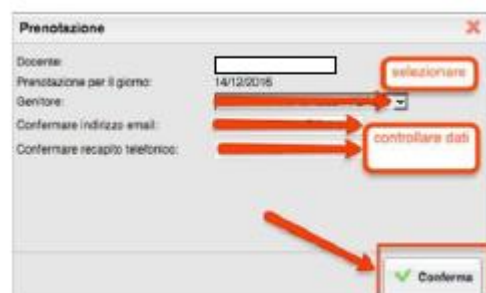 Prenotazione
Docente:
selezionare
Prenotazione per il giorno:
14/12/2016
Genitore:
Confermare indirizzo email:
controllare dati
Confermare recapito telefonico:
Conferma